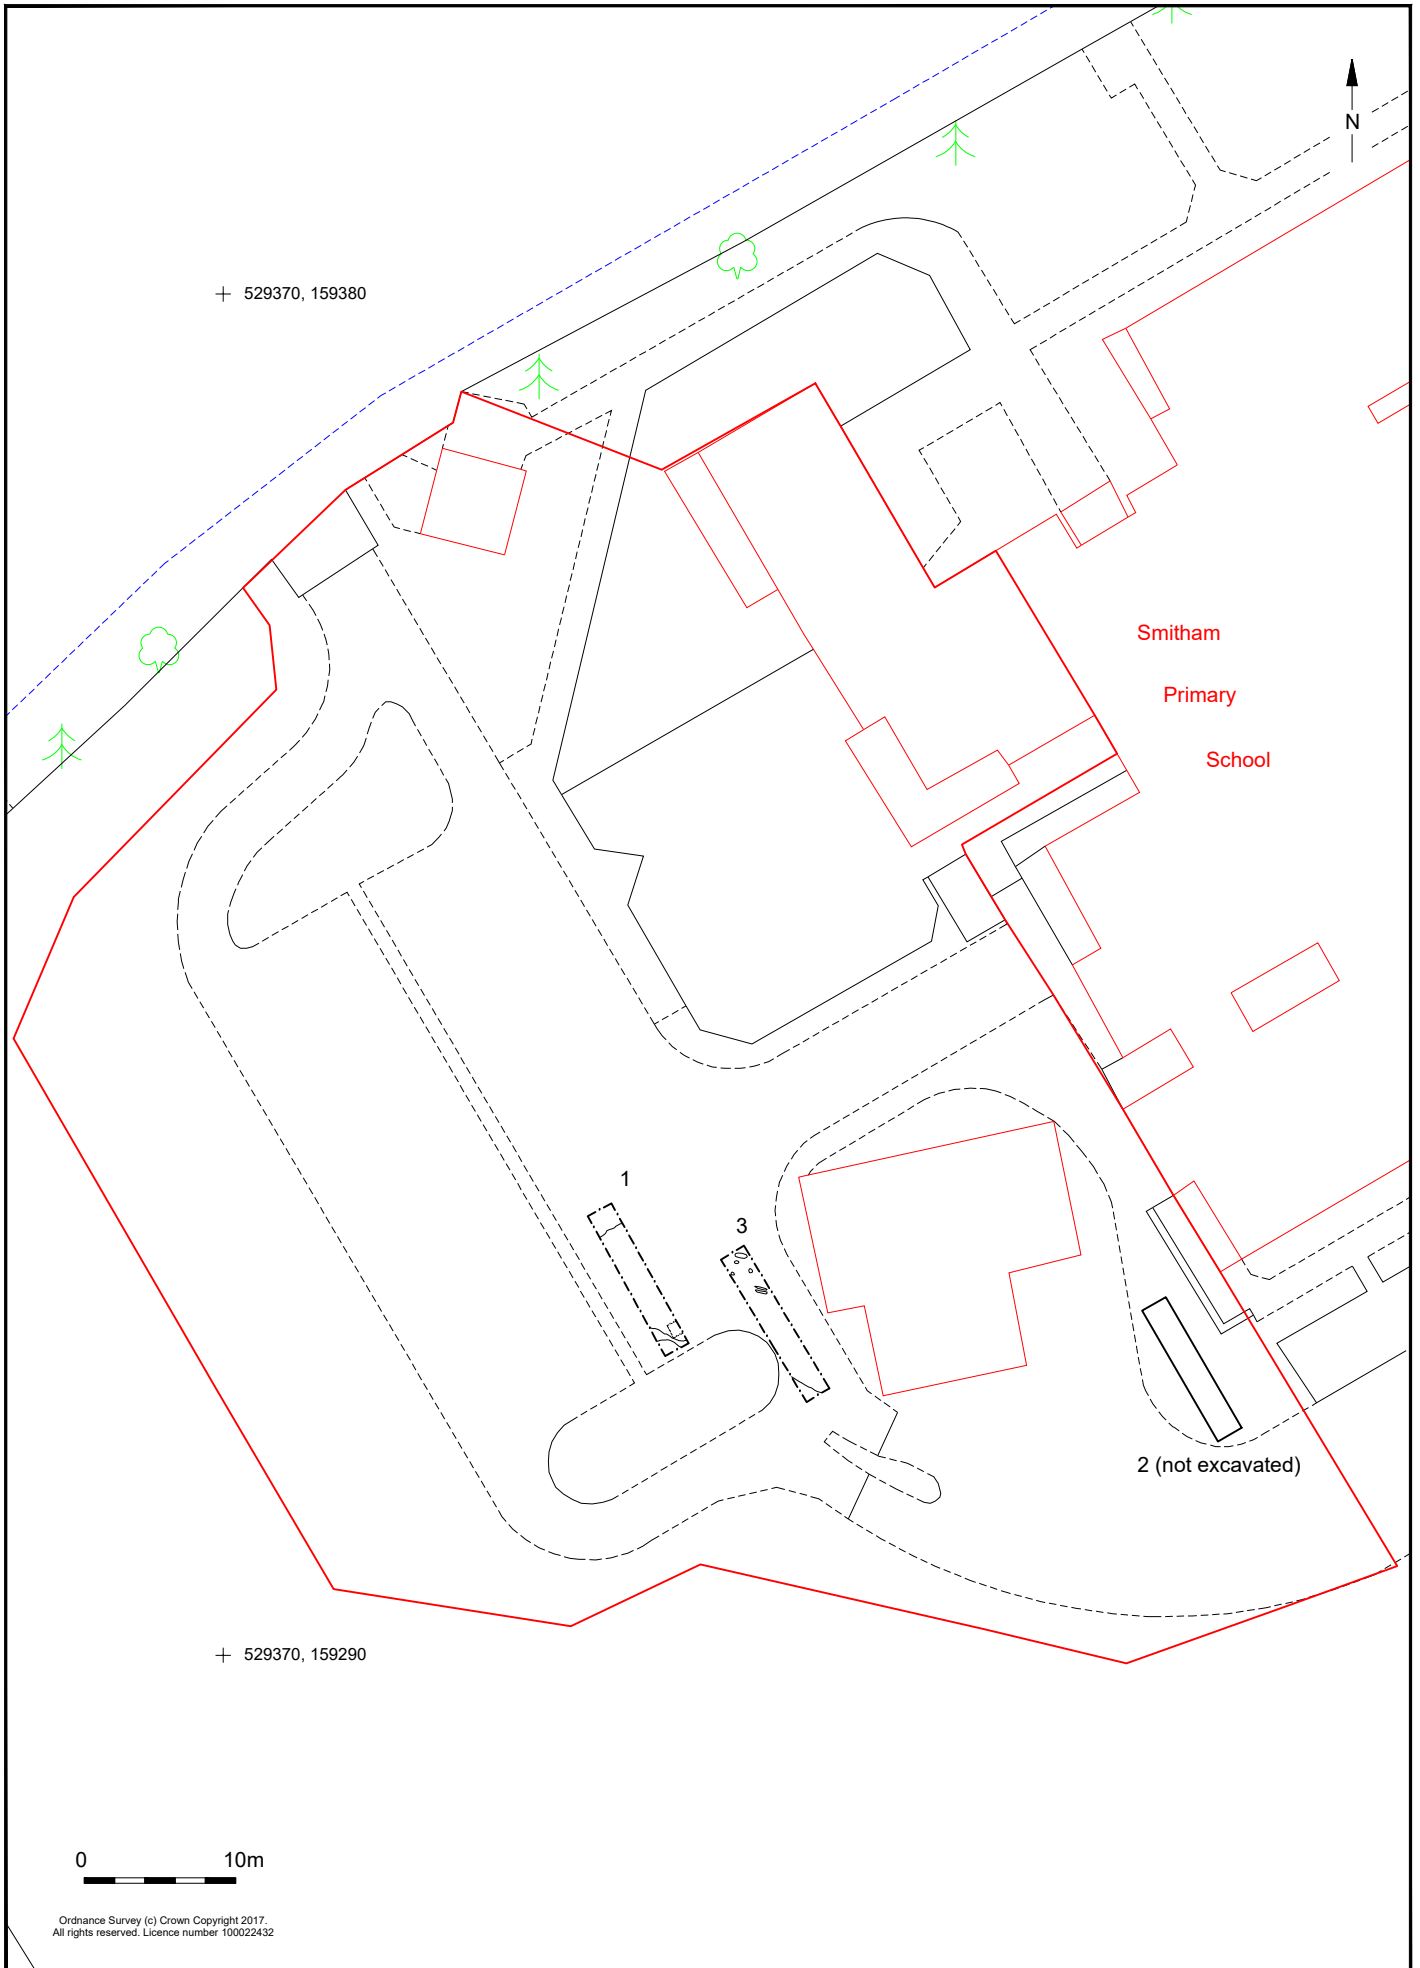 N
529370, 159380
Smitham
Primary
School
1
3
2 (not excavated)
529370, 159290
0 10m
Ordnance Survey (c) Crown Copyright 2017.
All rights reserved. Licence number 100022432